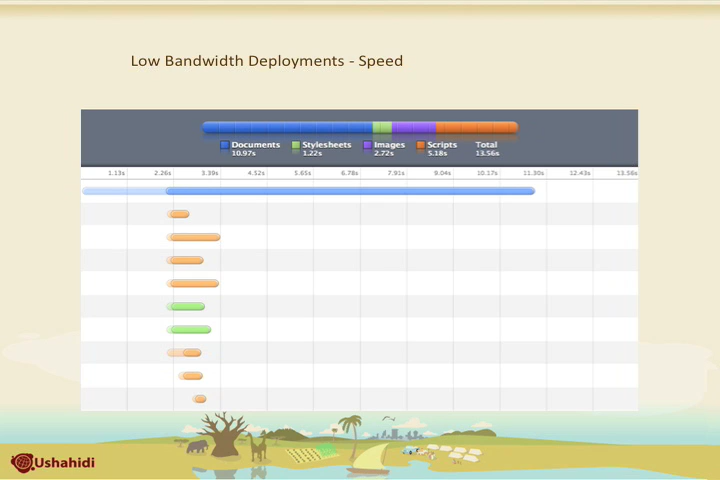 Low Bandwidth Deployments - Speed
Documents Stylesheets Images Scripts Total
10.97s 1.22s 2.72s 5.18s 13.56s
1.13s 2.26s 3.39s 4.52s 5.65s 6.78s 7.91s 9.04s 10.17s 11.30s 12.43s 13.56s
Ushahidi